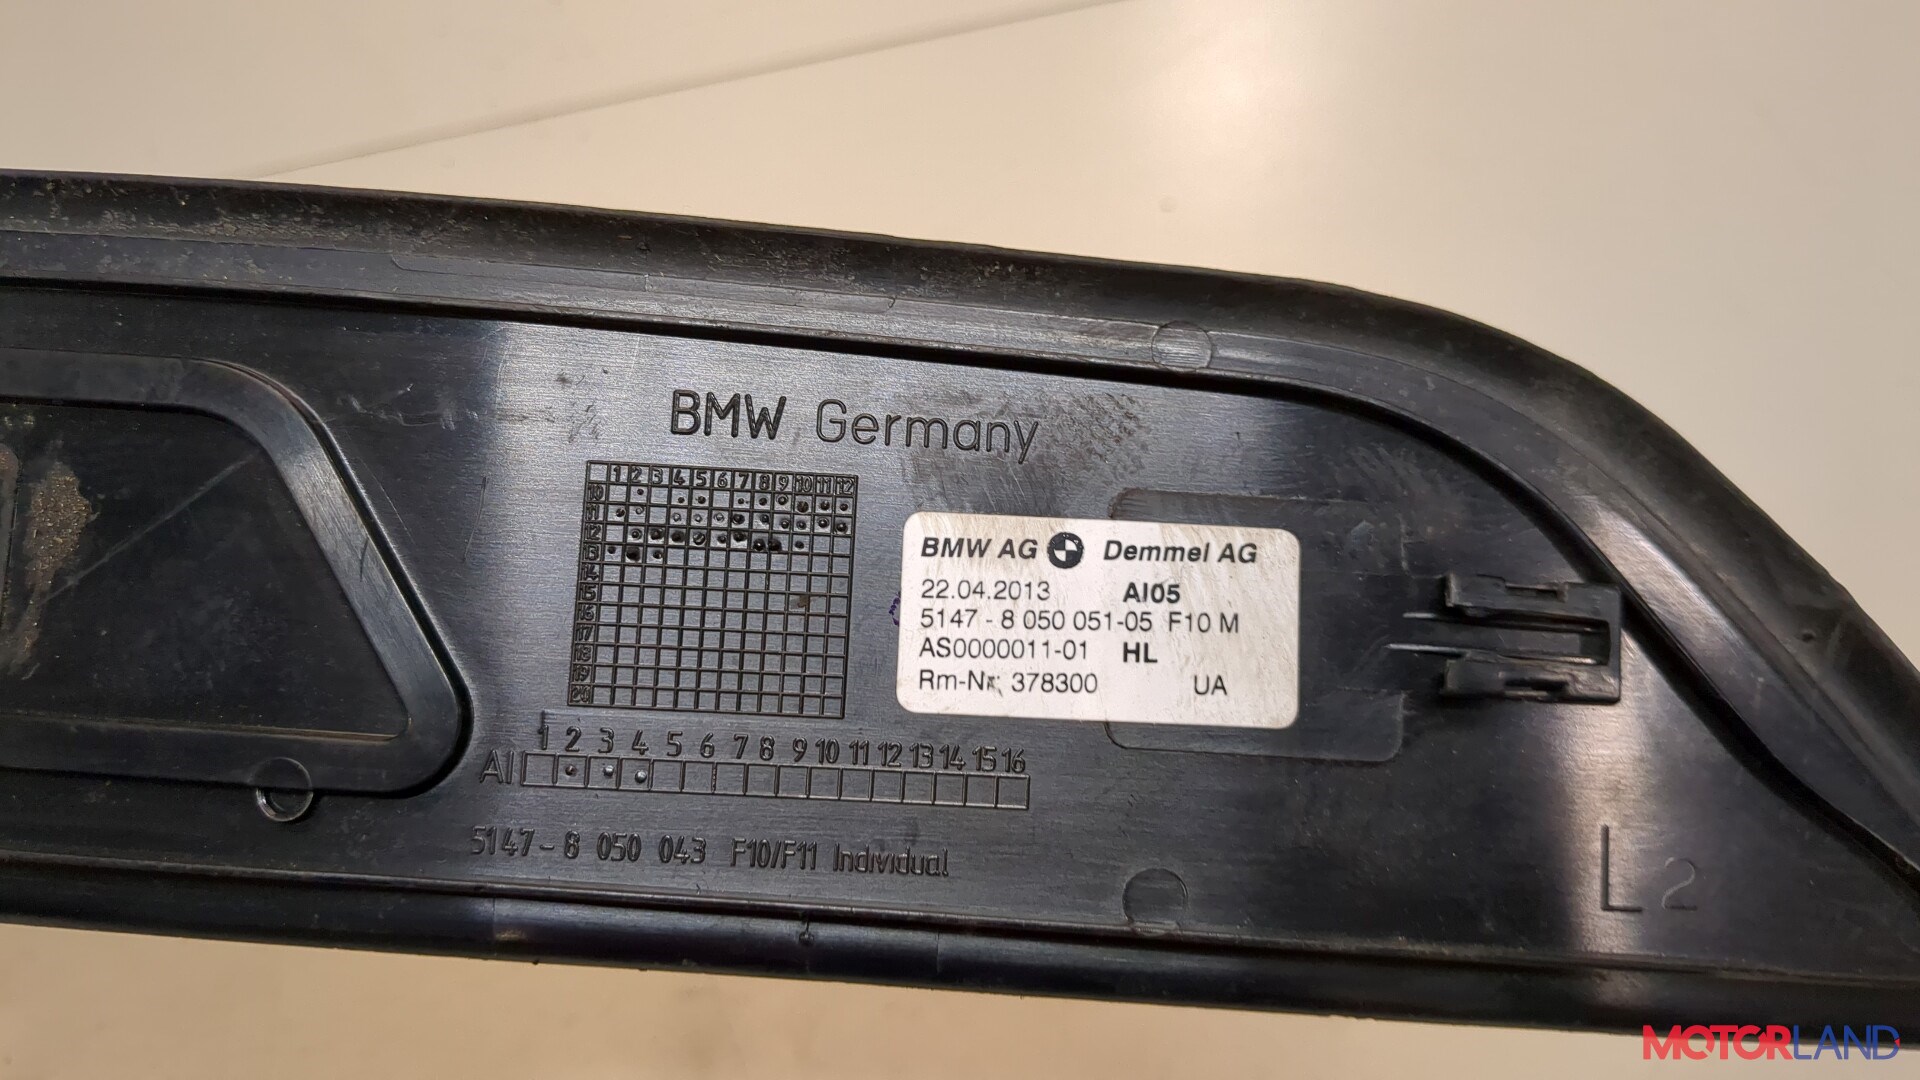 BMW Germany
1 2 3 4 5 6 7 8 9 10 11 12
10
11
12
13
14
15
16
17
18
19
20
BMW AG Demmel AG
22.04.2013 AI05
5147 - 8 050 051-05 F10 M
AS0000011-01 HL
Rm-Nr: 378300 UA
1 2 3 4 5 6 7 8 9 10 11 12 13 14 15 16
AI
5147-8 050 043 F10/F11 Individual
L 2
MOTORLAND